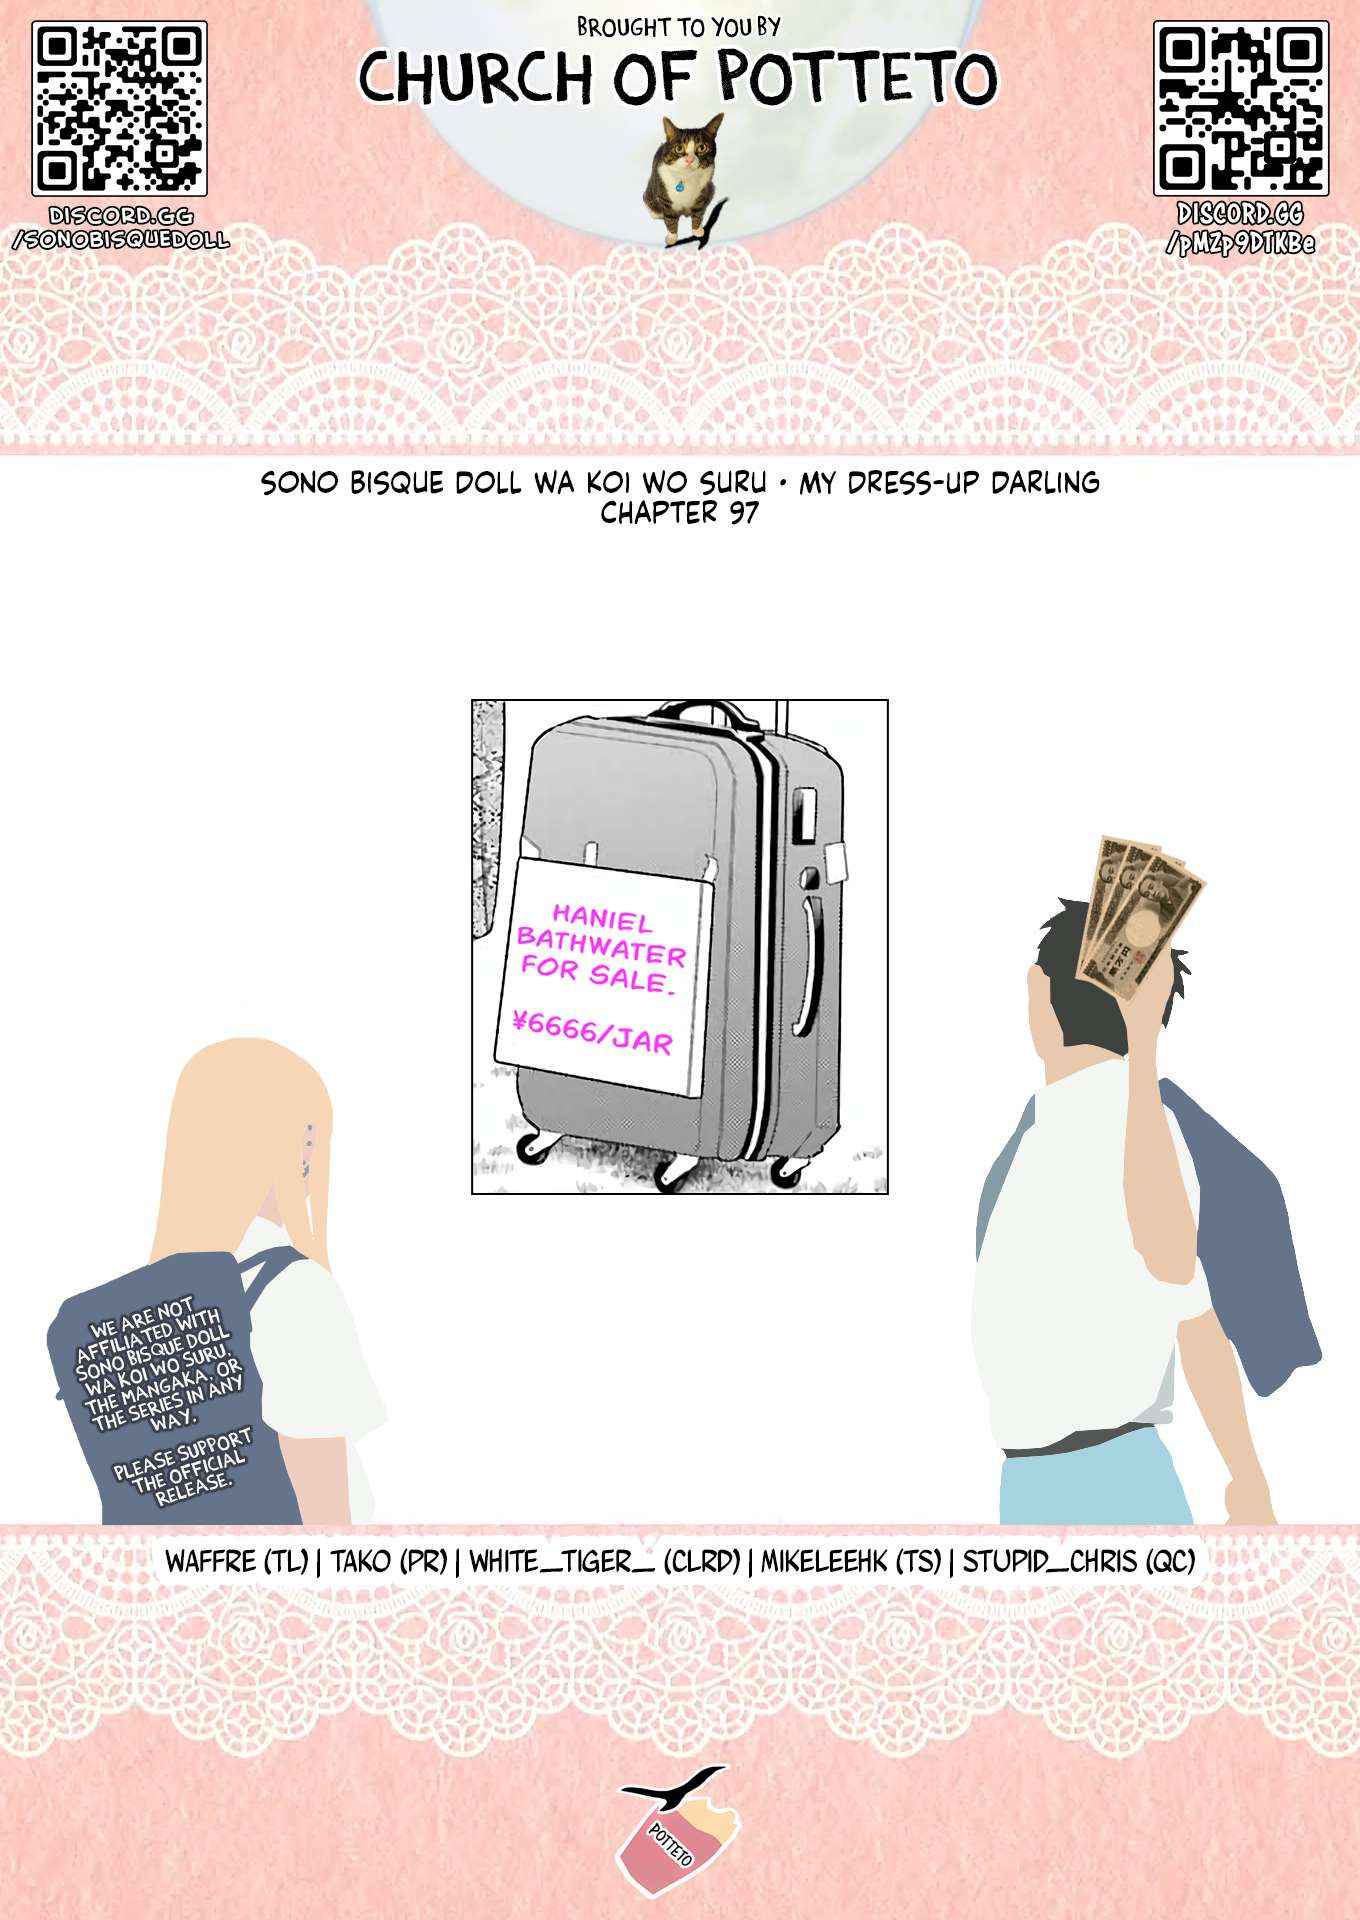 BROUGHT TO YOU BY
CHURCH OF POTTETO
DISCORD.GG
/SONOBISQUEDOLL
DISCORD.GG
/pMZp9DTKBe
SONO BISQUE DOLL WA KOI WO SURU • MY DRESS-UP DARLING
CHAPTER 97
HANIEL
BATHWATER
FOR SALE.
¥6666/JAR
WE ARE NOT
AFFILIATED WITH
SONO BISQUE DOLL
WA KOI WO SURU,
THE MANGAKA, OR
THE SERIES IN ANY
WAY.
PLEASE SUPPORT
THE OFFICIAL
RELEASE.
WAFFRE (TL) | TAKO (PR) | WHITE_TIGER_ (CLRD) | MIKELEEHK (TS) | STUPID_CHRIS (QC)
POTTETO